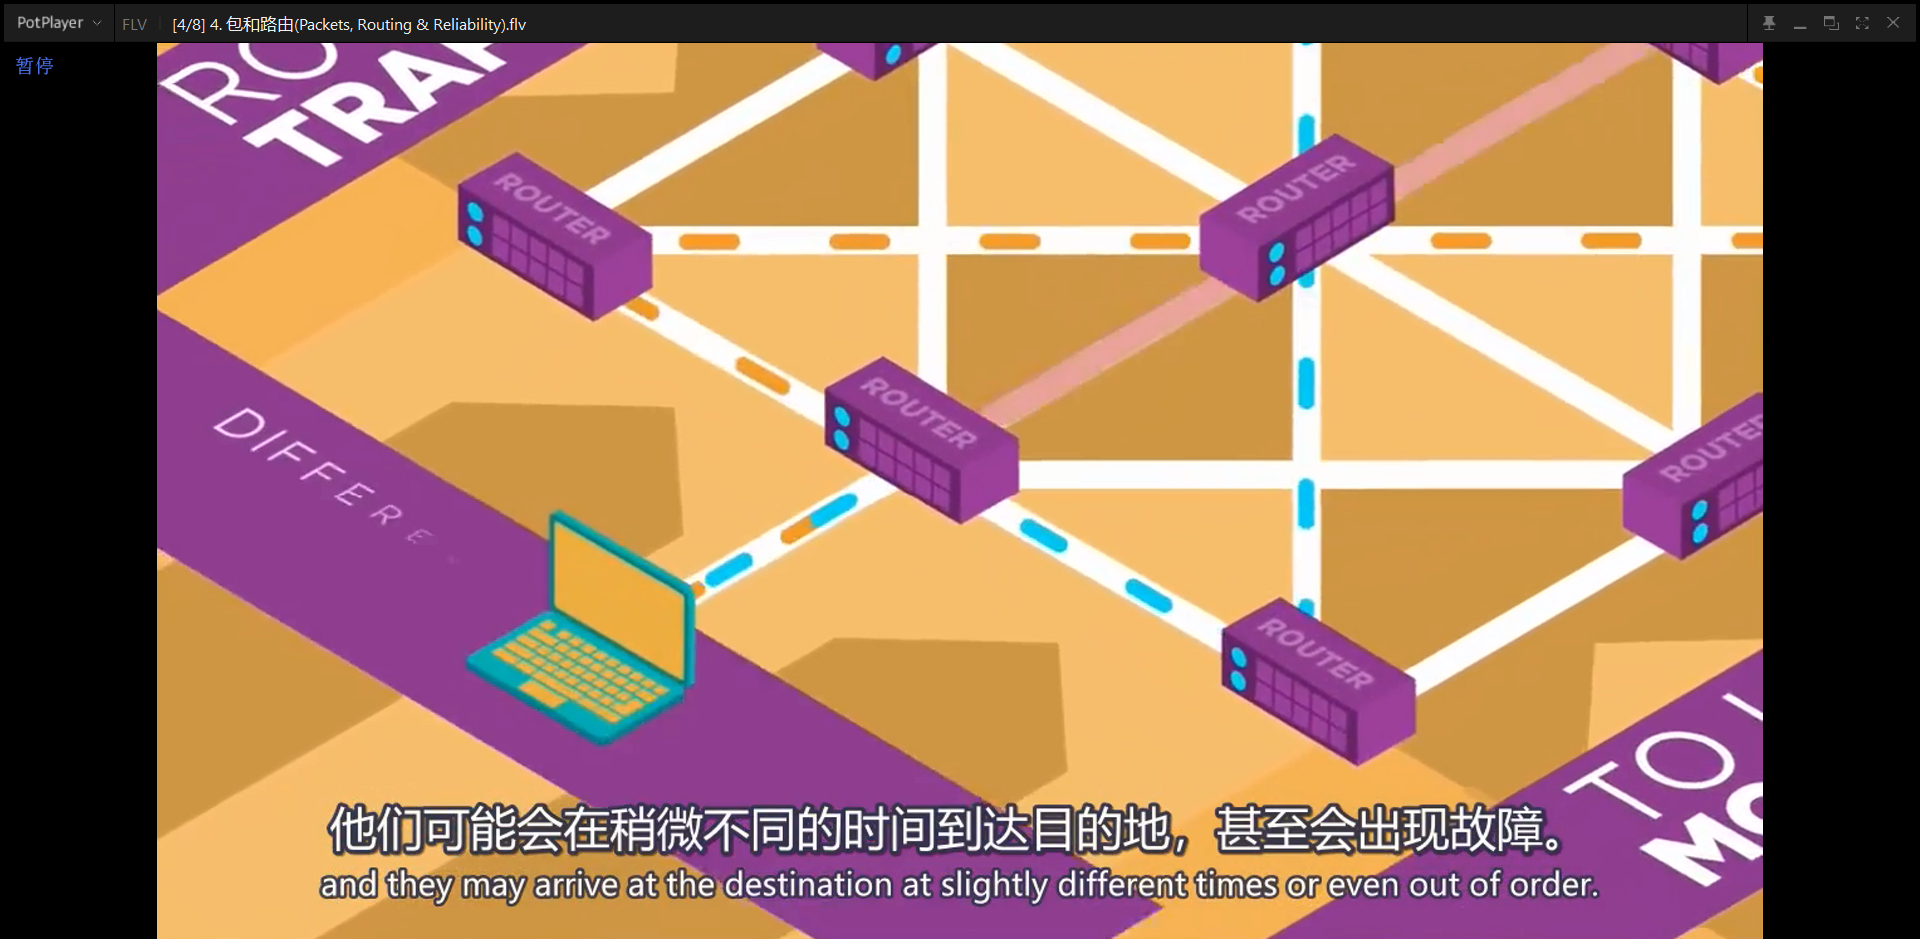 PotPlayer
FLV
[4/8] 4. 包和路由(Packets, Routing & Reliability).flv
暂停
RO
TRAF
ROUTER
ROUTER
ROUTER
ROUTER
ROUTER
DIFFERE
TO
MO
他们可能会在稍微不同的时间到达目的地，甚至会出现故障。
and they may arrive at the destination at slightly different times or even out of order.